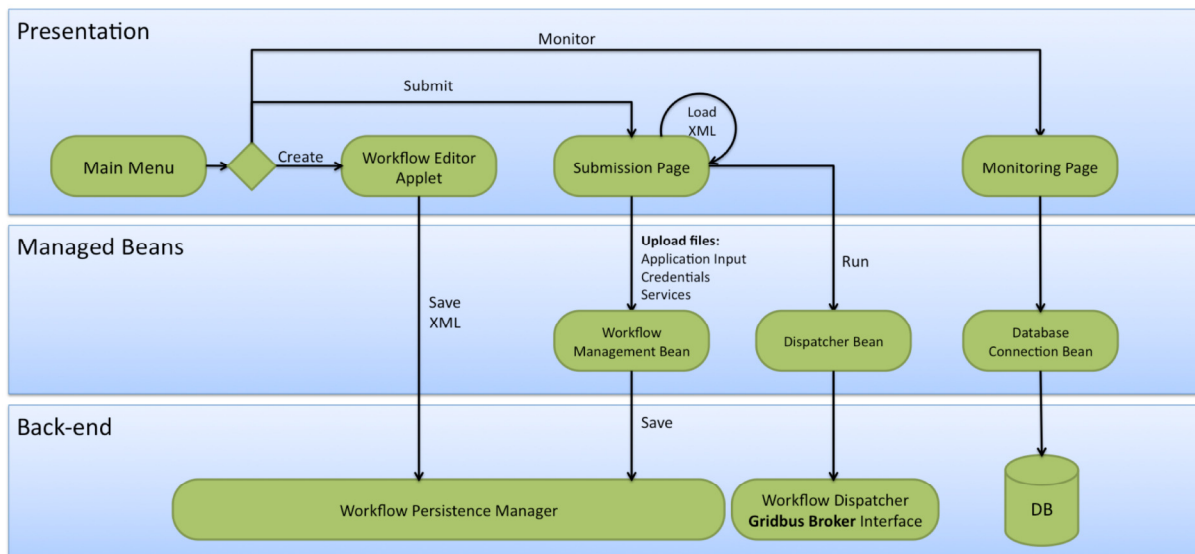 Presentation
Monitor
Submit
Load
XML
Main Menu
Create
Workflow Editor
Applet
Submission Page
Monitoring Page
Managed Beans
Upload files:
Application Input
Credentials
Services
Run
Save
XML
Workflow
Management Bean
Dispatcher Bean
Database
Connection Bean
Back-end
Save
Workflow Persistence Manager
Workflow Dispatcher
Gridbus Broker Interface
DB